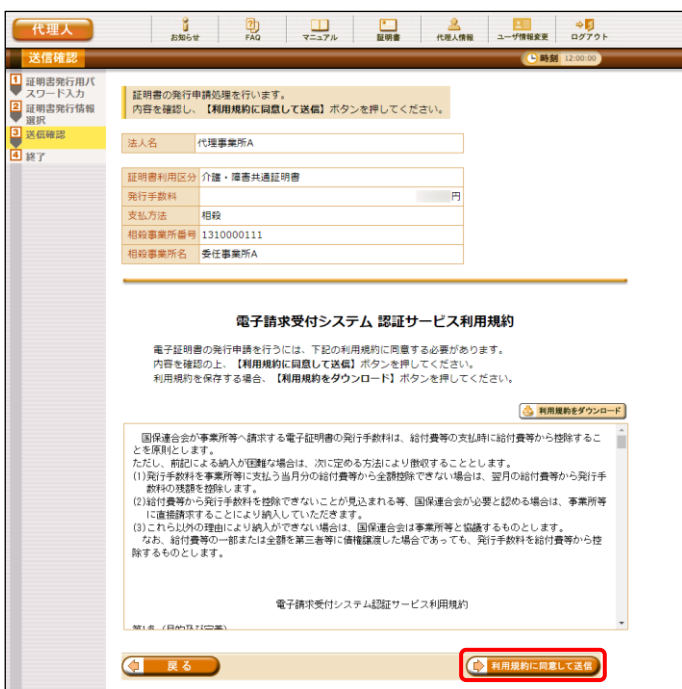 代理人
お知らせ
FAQ
マニュアル
証明書
代理人情報
ユーザ情報変更
ログアウト
送信確認
時刻 12:00:00
1 証明書発行用パ
スワード入力
2 証明書発行情報
選択
3 送信確認
4 終了
証明書の発行申請処理を行います。
内容を確認し、【利用規約に同意して送信】ボタンを押してください。
法人名 代理事業所A
証明書利用区分 介護・障害共通証明書
発行手数料 円
支払方法 相殺
相殺事業所番号 1310000111
相殺事業所名 委任事業所A
電子請求受付システム 認証サービス利用規約
電子証明書の発行申請を行うには、下記の利用規約に同意する必要があります。
内容を確認の上、【利用規約に同意して送信】ボタンを押してください。
利用規約を保存する場合、【利用規約をダウンロード】ボタンを押してください。
利用規約をダウンロード
国保連合会が事業所等へ請求する電子証明書の発行手数料は、給付費等の支払時に給付費等から控除するこ
とを原則とします。
ただし、前記による納入が困難な場合は、次に定める方法により徴収することとします。
(1)発行手数料を事業所等に支払う当月分の給付費等から全額控除できない場合は、翌月の給付費等から発行手
数料の残額を控除します。
(2)給付費等から発行手数料を控除できないことが見込まれる等、国保連合会が必要と認める場合は、事業所等
に直接請求することにより納入していただきます。
(3)これら以外の理由により納入ができない場合は、国保連合会は事業所等と協議するものとします。
なお、給付費等の一部または全額を第三者等に債権譲渡した場合であっても、発行手数料を給付費等から控
除するものとします。
電子請求受付システム認証サービス利用規約
第1条（目的及び定義）
戻る
利用規約に同意して送信